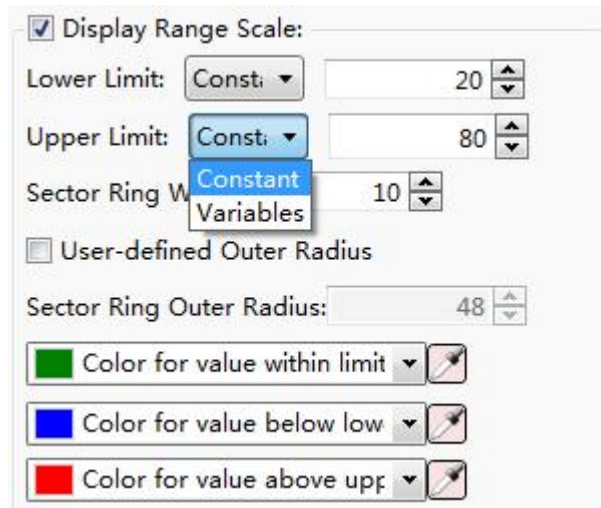 Display Range Scale:
Lower Limit: Const 20
Upper Limit: Const 80
Constant
Sector Ring W 10
Variables
User-defined Outer Radius
Sector Ring Outer Radius: 48
Color for value within limit
Color for value below low
Color for value above upp